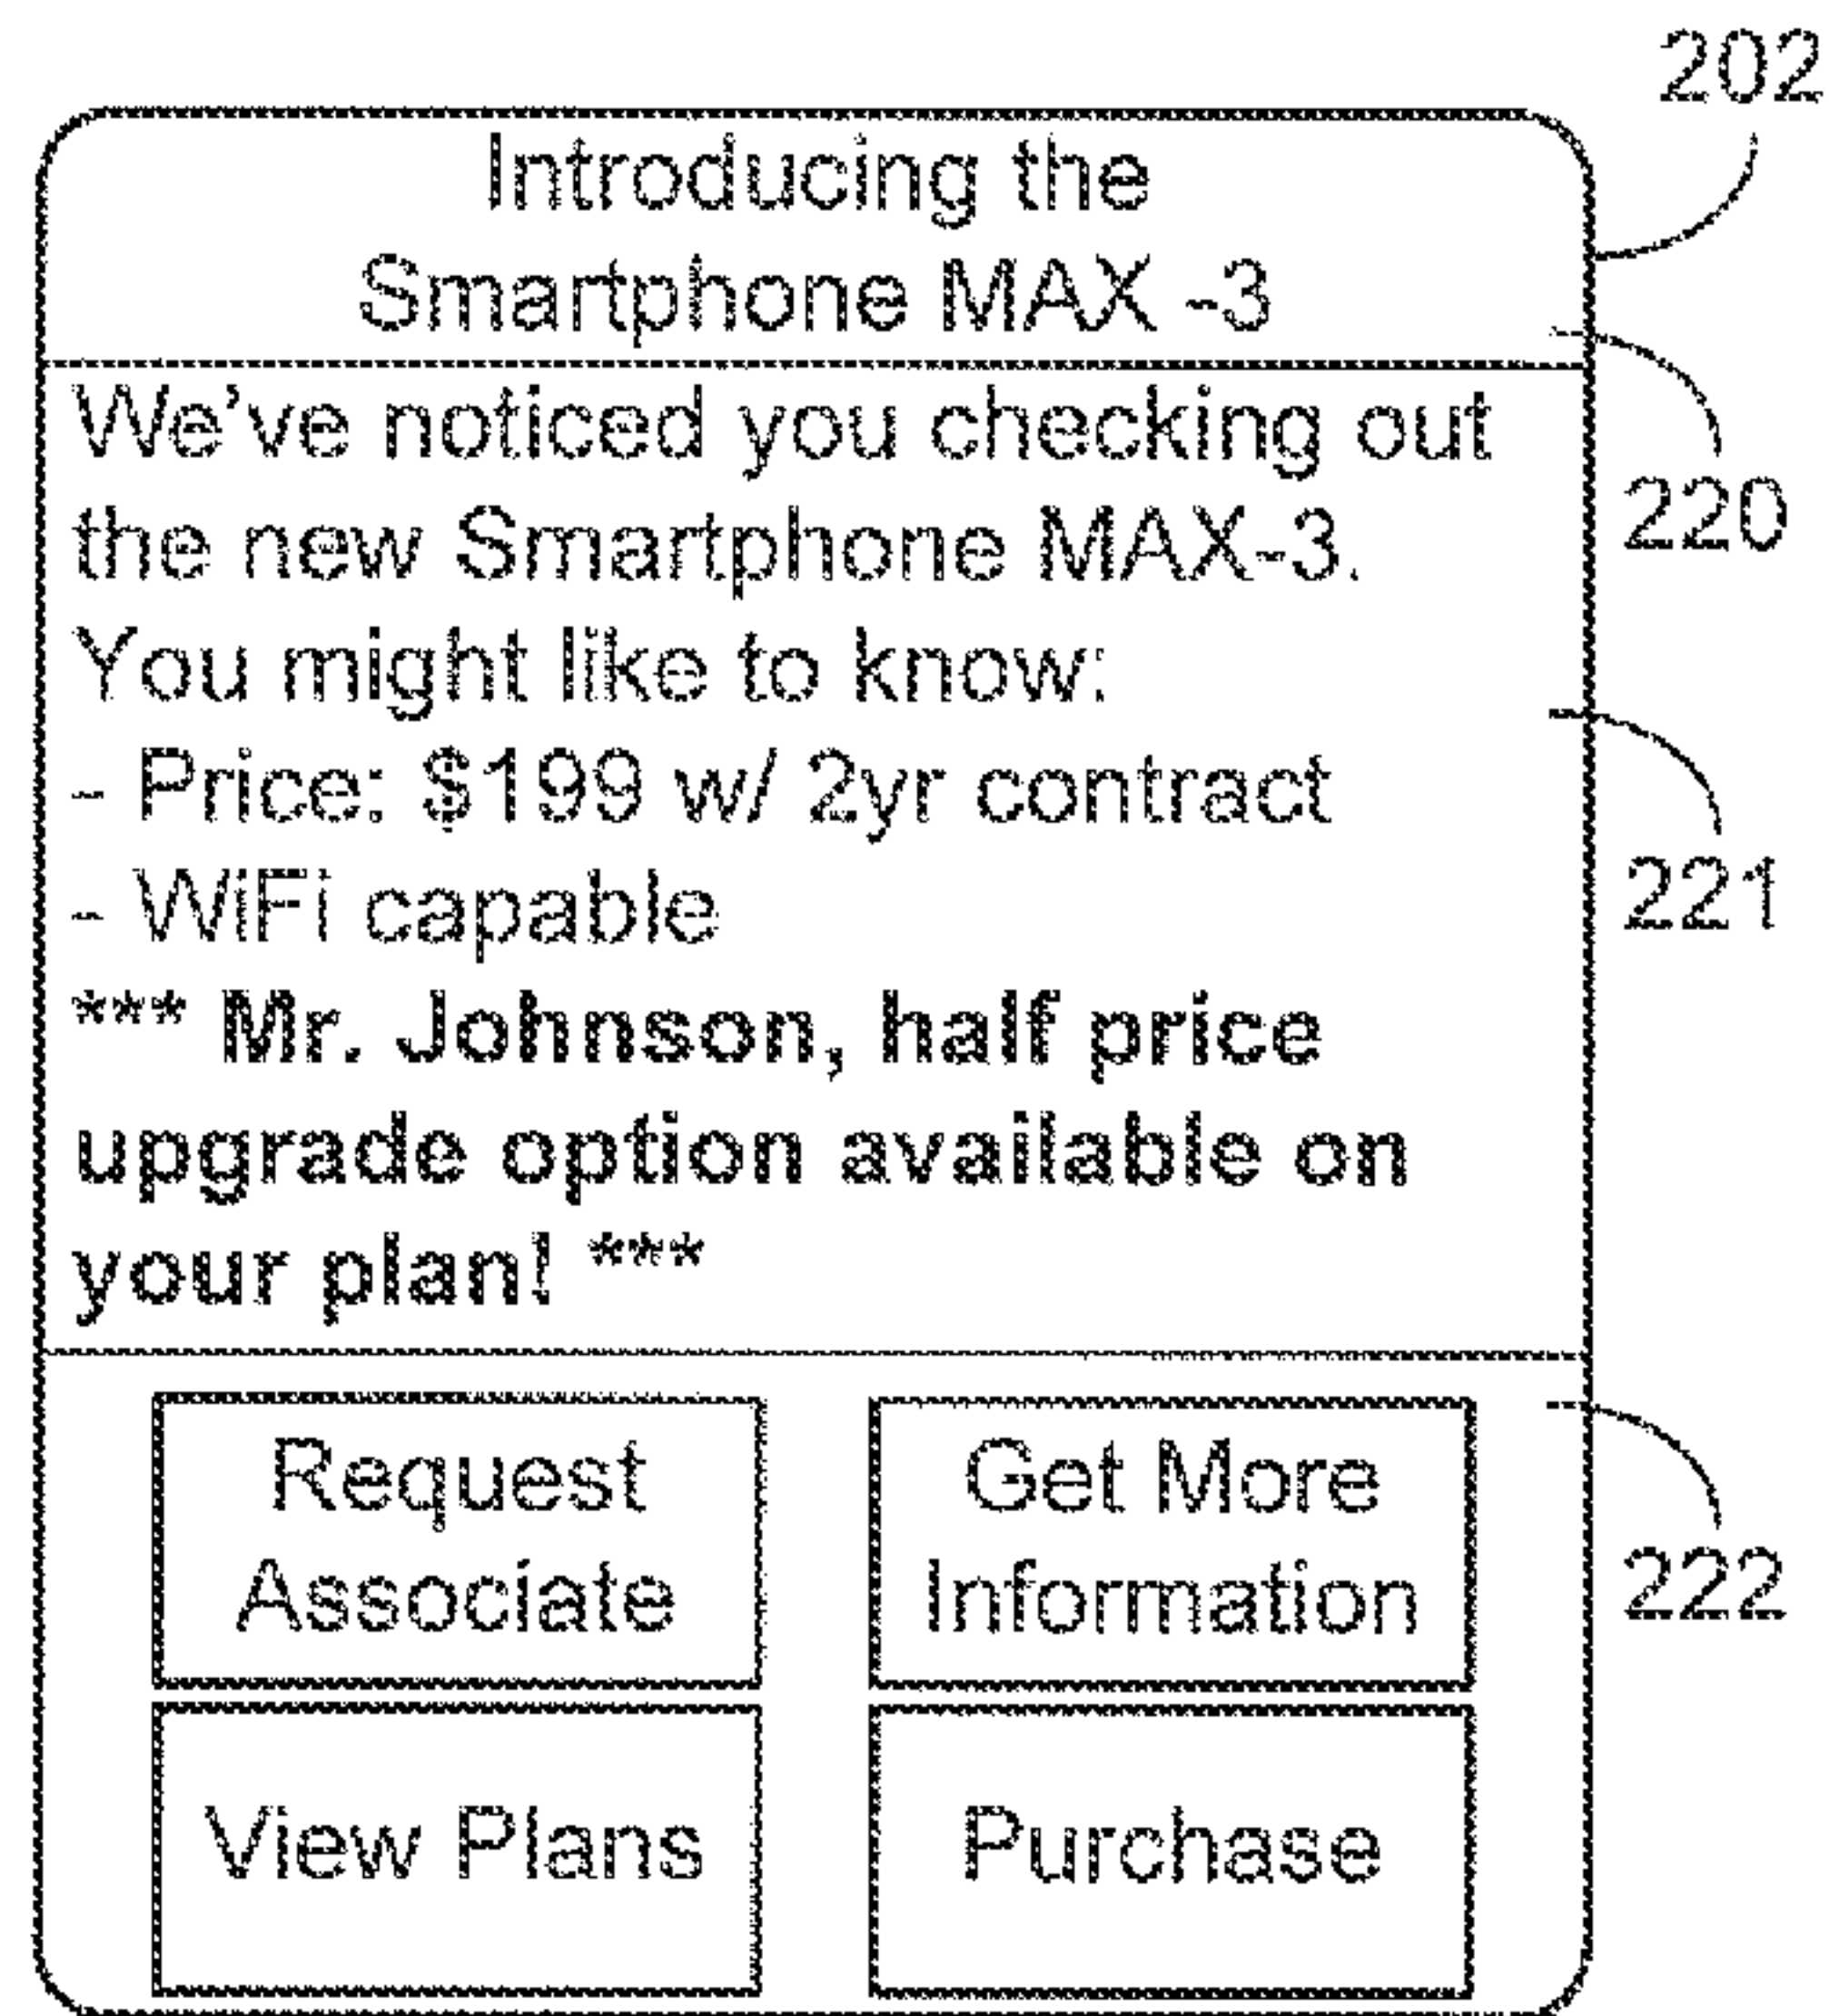 202
Introducing the
Smartphone MAX -3
220
We've noticed you checking out
the new Smartphone MAX-3.
You might like to know:
- Price: $199 w/ 2yr contract
- WiFi capable
*** Mr. Johnson, half price
upgrade option available on
your plan! ***
221
Request
Associate
Get More
Information
222
View Plans
Purchase